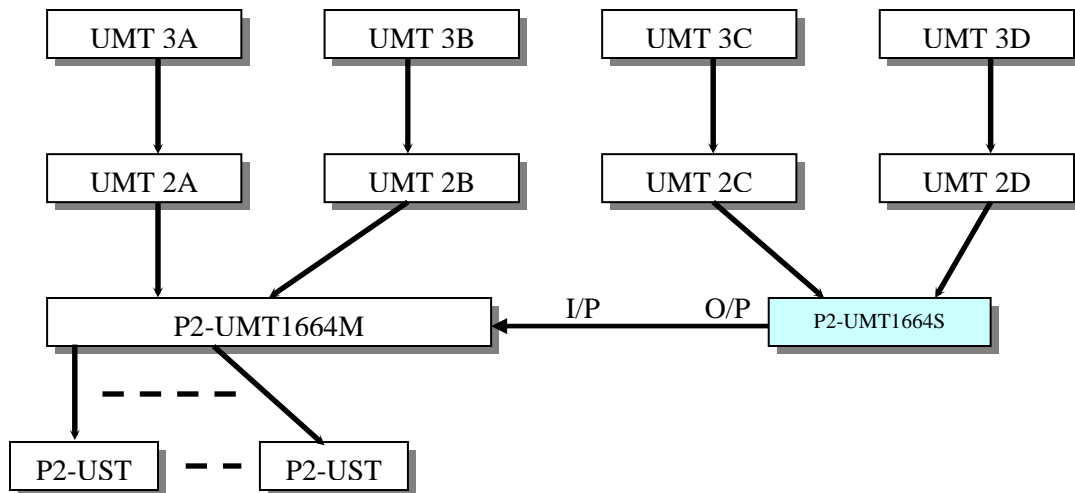 UMT 3A
UMT 3B
UMT 3C
UMT 3D
UMT 2A
UMT 2B
UMT 2C
UMT 2D
P2-UMT1664M
I/P
O/P
P2-UMT1664S
P2-UST
P2-UST